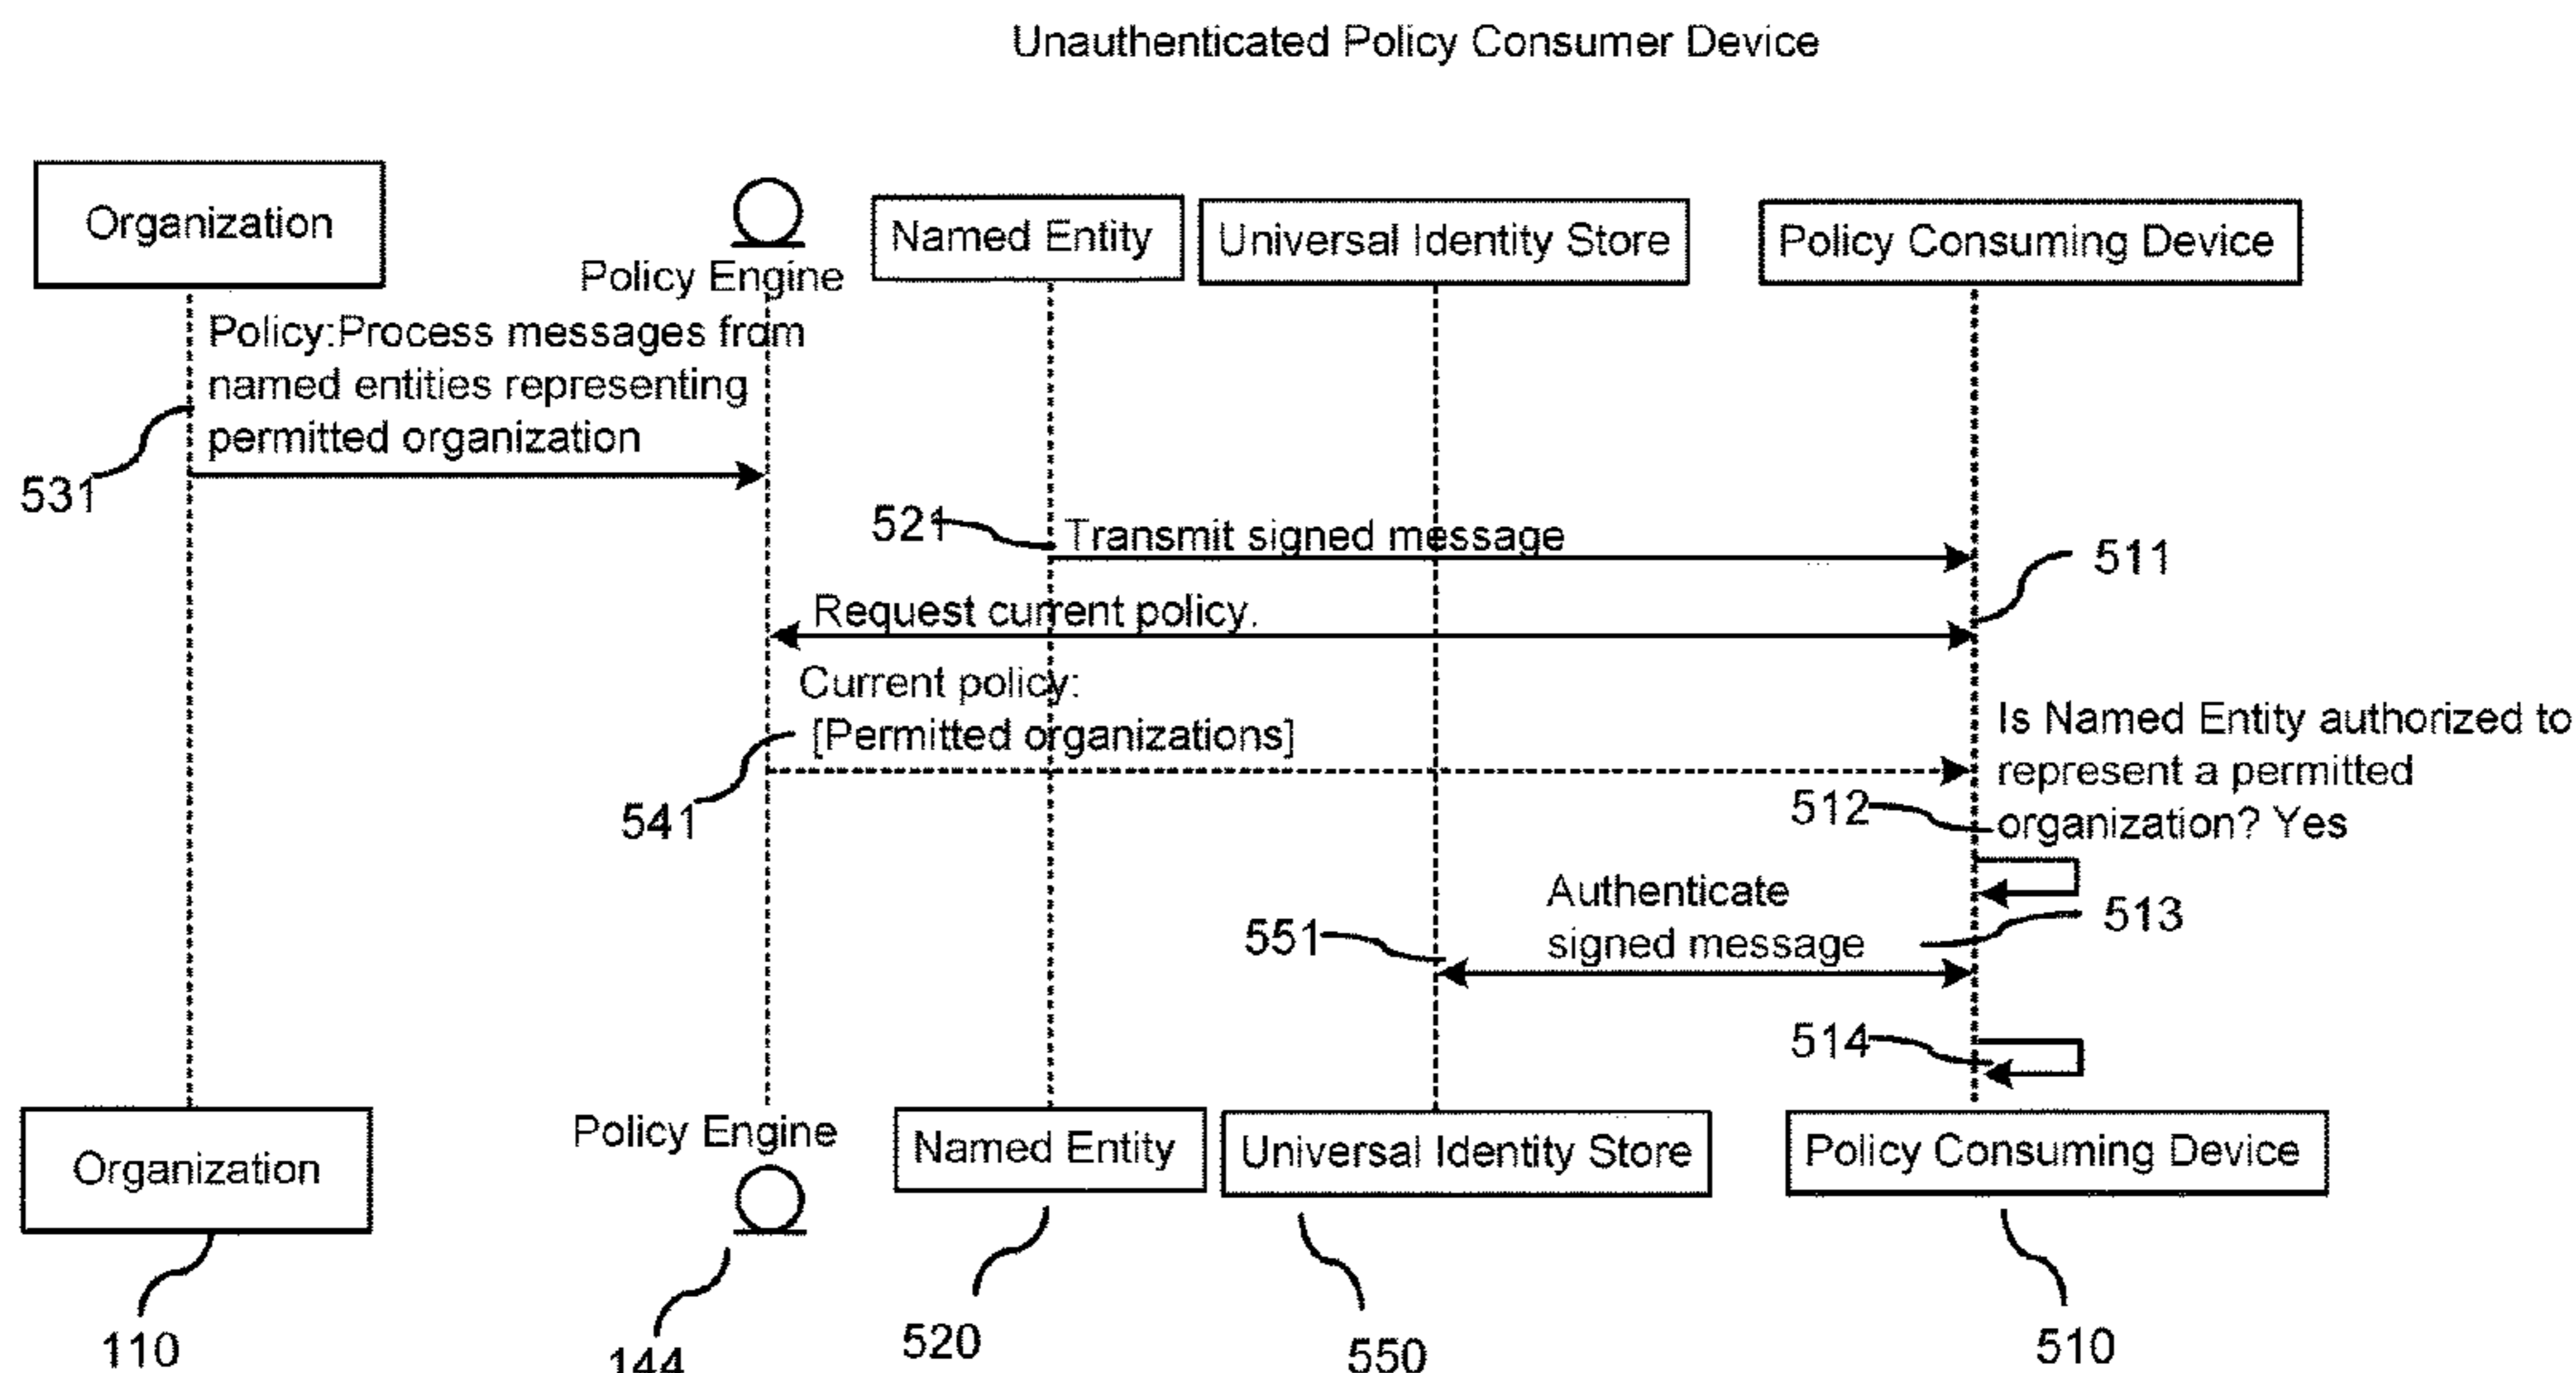 Unauthenticated Policy Consumer Device
Organization
Policy Engine
Named Entity
Universal Identity Store
Policy Consuming Device
Policy:Process messages from
named entities representing
permitted organization
531
521
Transmit signed message
511
Request current policy.
Current policy:
[Permitted organizations]
541
Is Named Entity authorized to
represent a permitted
organization? Yes
512
Authenticate
signed message
513
551
514
Organization
Policy Engine
Named Entity
Universal Identity Store
Policy Consuming Device
110
144
520
550
510